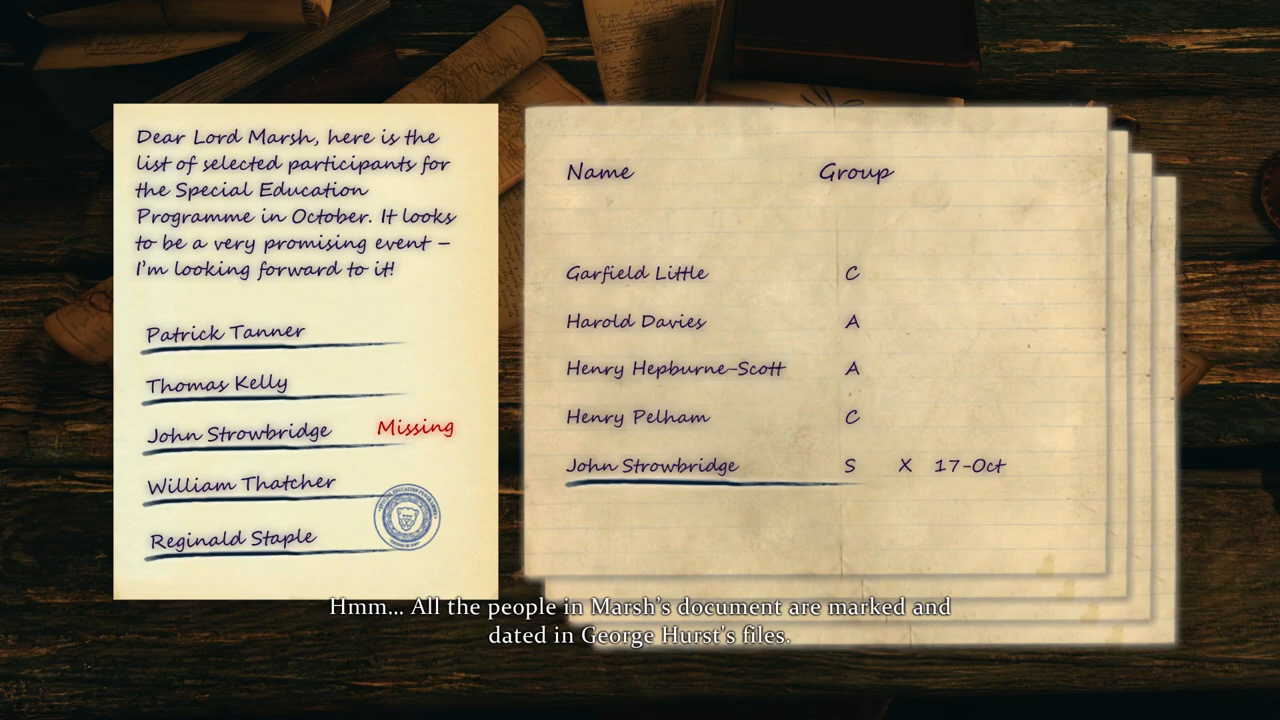 Dear Lord Marsh, here is the
list of selected participants for
the Special Education
Programme in October. It looks
to be a very promising event –
I'm looking forward to it!
Patrick Tanner
Thomas Kelly
John Strowbridge Missing
William Thatcher
Reginald Staple
Name Group
Garfield Little C
Harold Davies A
Henry Hepburne-Scott A
Henry Pelham C
John Strowbridge S X 17-Oct
Hmm... All the people in Marsh's document are marked and
dated in George Hurst's files.